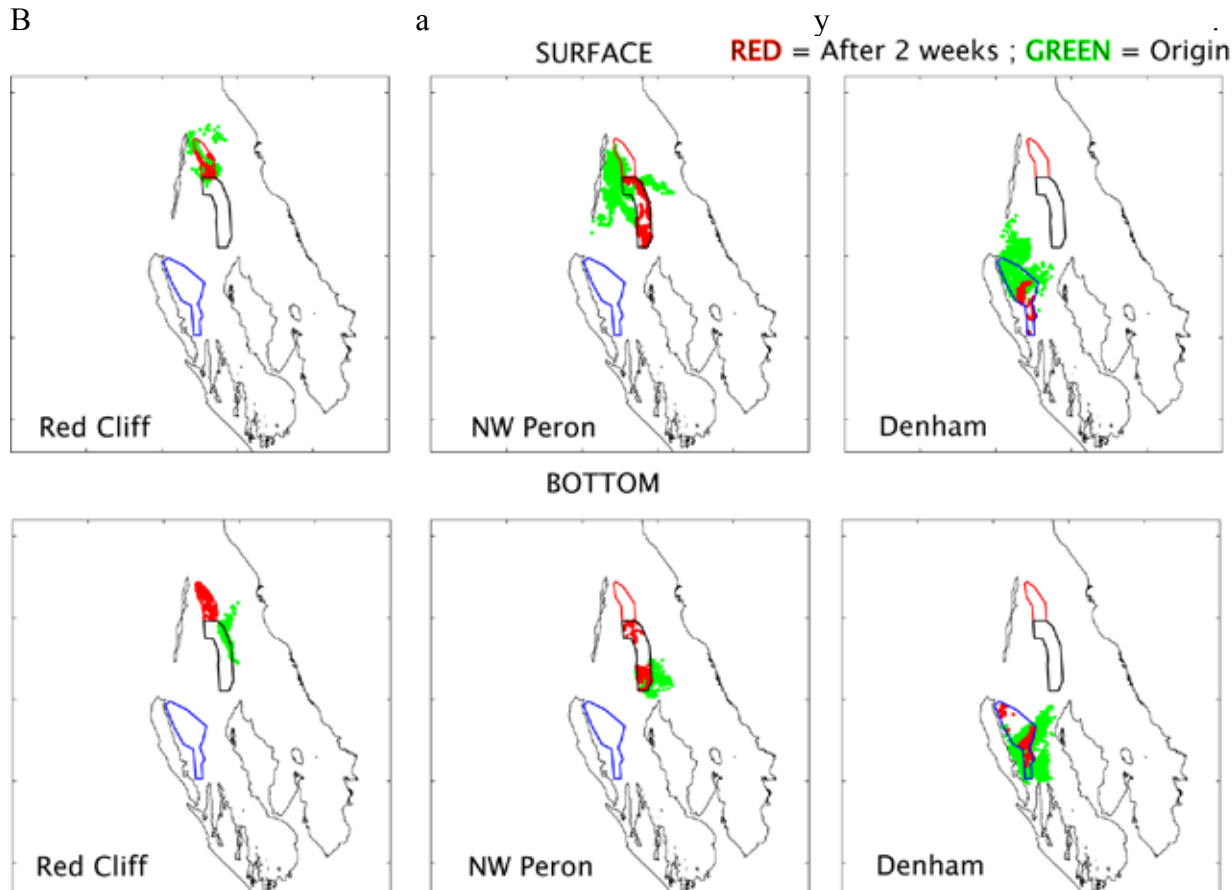 B a y .
SURFACE RED = After 2 weeks ; GREEN = Origin
Red Cliff NW Peron Denham
BOTTOM
Red Cliff NW Peron Denham